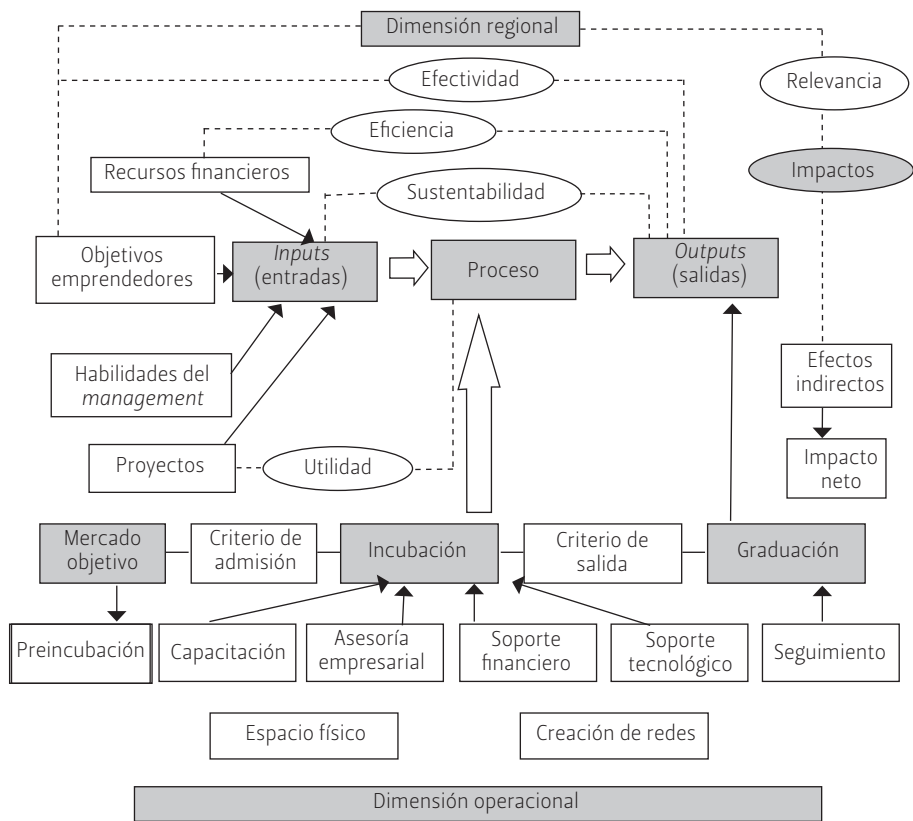 Dimensión regional
Efectividad
Relevancia
Eficiencia
Recursos financieros
Impactos
Sustentabilidad
Objetivos
emprendedores
Inputs
(entradas)
Proceso
Outputs
(salidas)
Habilidades del
management
Efectos
indirectos
Proyectos
Utilidad
Impacto
neto
Mercado
objetivo
Criterio de
admisión
Incubación
Criterio de
salida
Graduación
Preincubación
Capacitación
Asesoría
empresarial
Soporte
financiero
Soporte
tecnológico
Seguimiento
Espacio físico
Creación de redes
Dimensión operacional